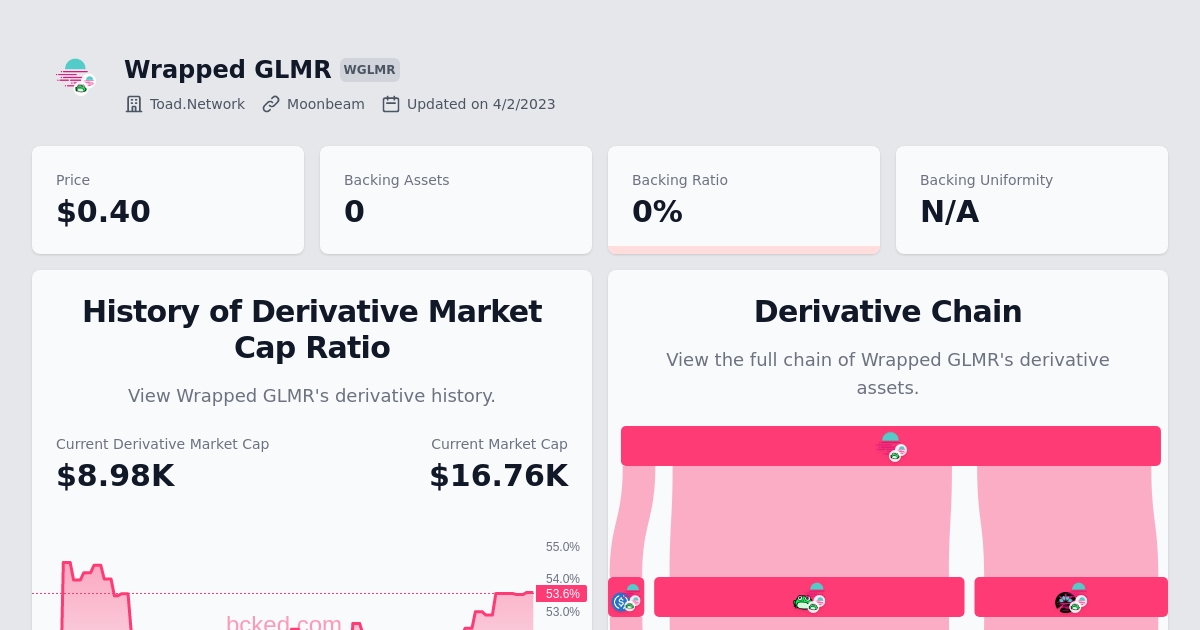 Wrapped GLMR WGLMR
Toad.Network Moonbeam Updated on 4/2/2023
Price
$0.40
Backing Assets
0
Backing Ratio
0%
Backing Uniformity
N/A
History of Derivative Market
Cap Ratio
View Wrapped GLMR's derivative history.
Current Derivative Market Cap
$8.98K
Current Market Cap
$16.76K
55.0%
54.0%
53.6%
53.0%
bcked.com
Derivative Chain
View the full chain of Wrapped GLMR's derivative
assets.